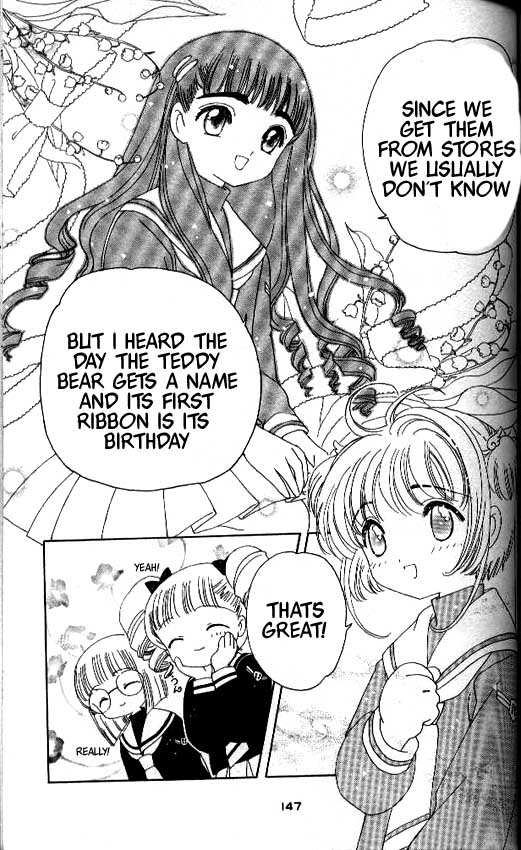 SINCE WE
GET THEM
FROM STORES
WE USUALLY
DON'T KNOW
BUT I HEARD THE
DAY THE TEDDY
BEAR GETS A NAME
AND ITS FIRST
RIBBON IS ITS
BIRTHDAY
YEAH!
THATS
GREAT!
REALLY!
147